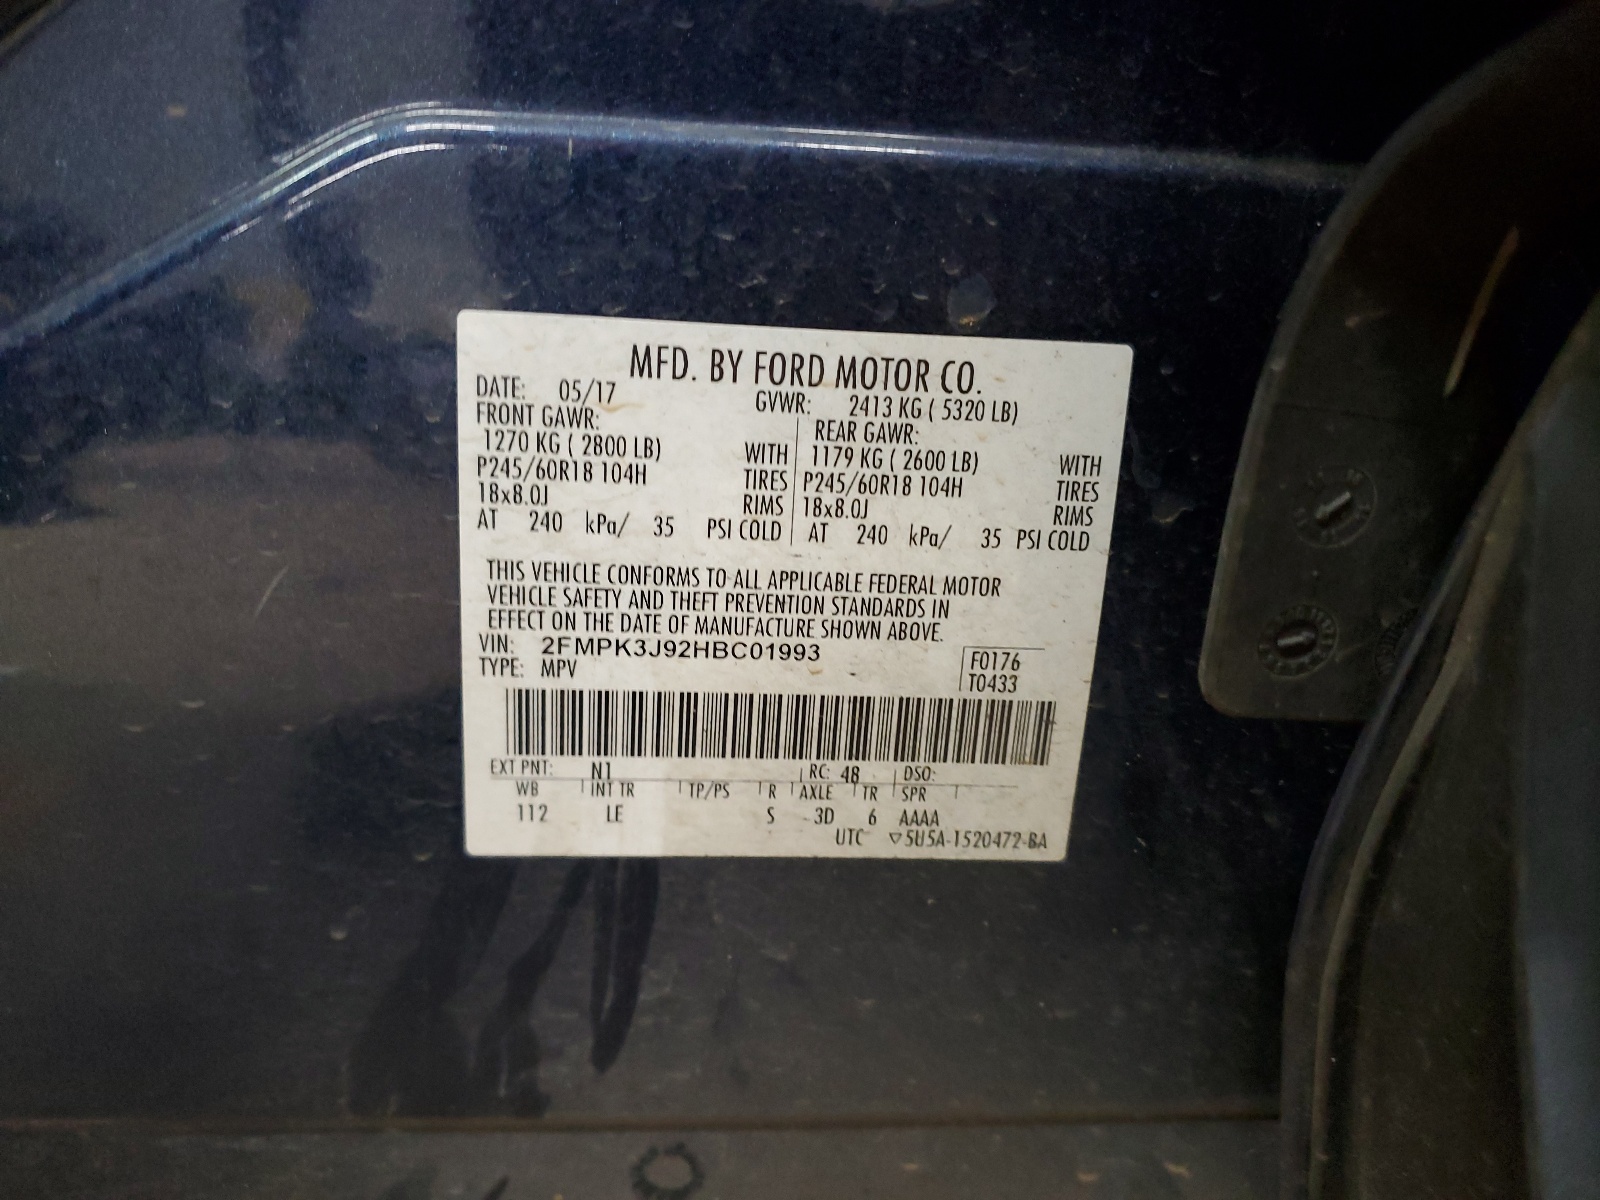 MFD. BY FORD MOTOR CO.
DATE: 05/17 GVWR: 2413 KG ( 5320 LB)
FRONT GAWR: REAR GAWR:
1270 KG ( 2800 LB) WITH 1179 KG ( 2600 LB) WITH
P245/60R18 104H TIRES P245/60R18 104H TIRES
18x8.0J RIMS 18x8.0J RIMS
AT 240 kPa/ 35 PSI COLD AT 240 kPa/ 35 PSI COLD
THIS VEHICLE CONFORMS TO ALL APPLICABLE FEDERAL MOTOR
VEHICLE SAFETY AND THEFT PREVENTION STANDARDS IN
EFFECT ON THE DATE OF MANUFACTURE SHOWN ABOVE.
VIN: 2FMPK3J92HBC01993 F0176
TYPE: MPV T0433
EXT PNT: N1 RC: 48 DSO:
WB INT TR TP/PS R AXLE TR SPR
112 LE S 3D 6 AAAA
UTC ▽5U5A-1520472-BA